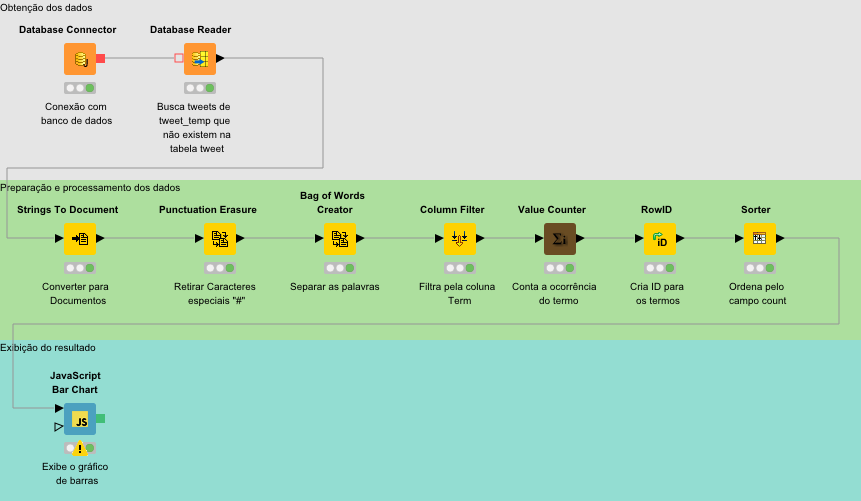 Obtenção dos dados
Database Connector
Database Reader
Conexão com
banco de dados
Busca tweets de
tweet_temp que
não existem na
tabela tweet
Preparação e processamento dos dados
Strings To Document
Punctuation Erasure
Bag of Words
Creator
Column Filter
Value Counter
RowID
Sorter
Σi
iD
Converter para
Documentos
Retirar Caracteres
especiais "#"
Separar as palavras
Filtra pela coluna
Term
Conta a ocorrência
do termo
Cria ID para
os termos
Ordena pelo
campo count
Exibição do resultado
JavaScript
Bar Chart
JS
Exibe o gráfico
de barras